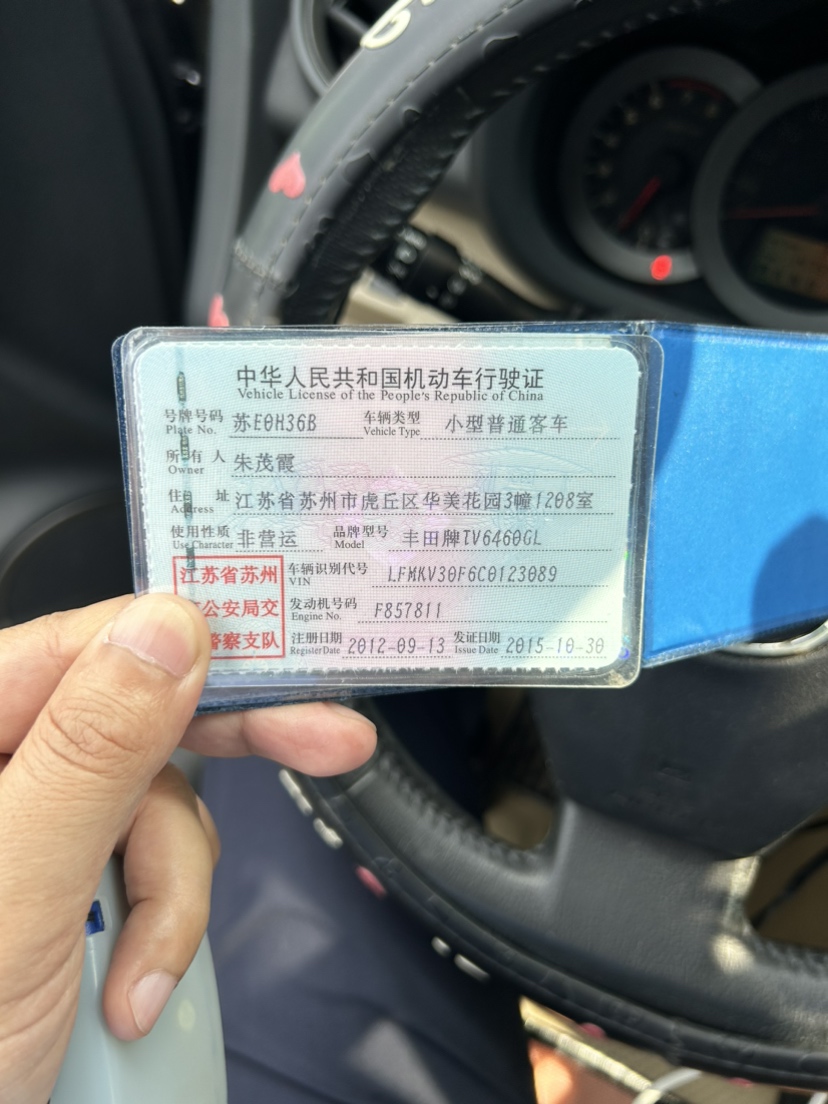 中华人民共和国机动车行驶证
Vehicle License of the People's Republic of China
号牌号码 苏E0H36B 车辆类型 小型普通客车
Plate No. Vehicle Type
所有人 朱茂霞
Owner
住 址 江苏省苏州市虎丘区华美花园3幢1208室
Address
使用性质 非营运 品牌型号 丰田牌TV6460GL
Use Character Model
江苏省苏州 车辆识别代号 LFMKV30F6C0123089
VIN
公安局交 发动机号码 F857811
Engine No.
警察支队 注册日期 2012-09-13 发证日期 2015-10-30
Register Date Issue Date